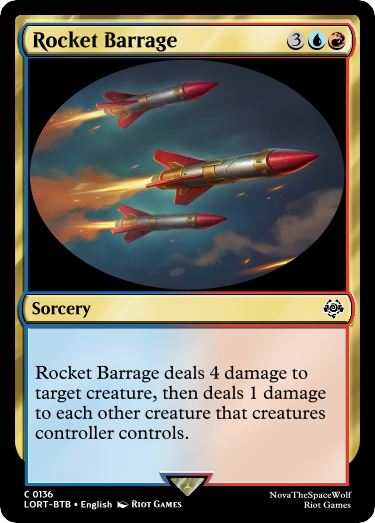 Rocket Barrage 3
Sorcery
Rocket Barrage deals 4 damage to
target creature, then deals 1 damage
to each other creature that creatures
controller controls.
C 0136
LORT-BTB • English Riot Games
NovaTheSpaceWolf
Riot Games